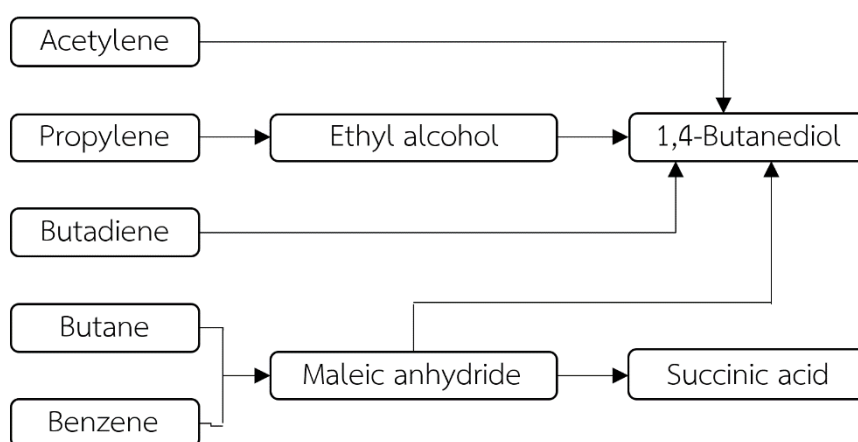 Acetylene
Propylene
Ethyl alcohol
1,4-Butanediol
Butadiene
Butane
Maleic anhydride
Succinic acid
Benzene